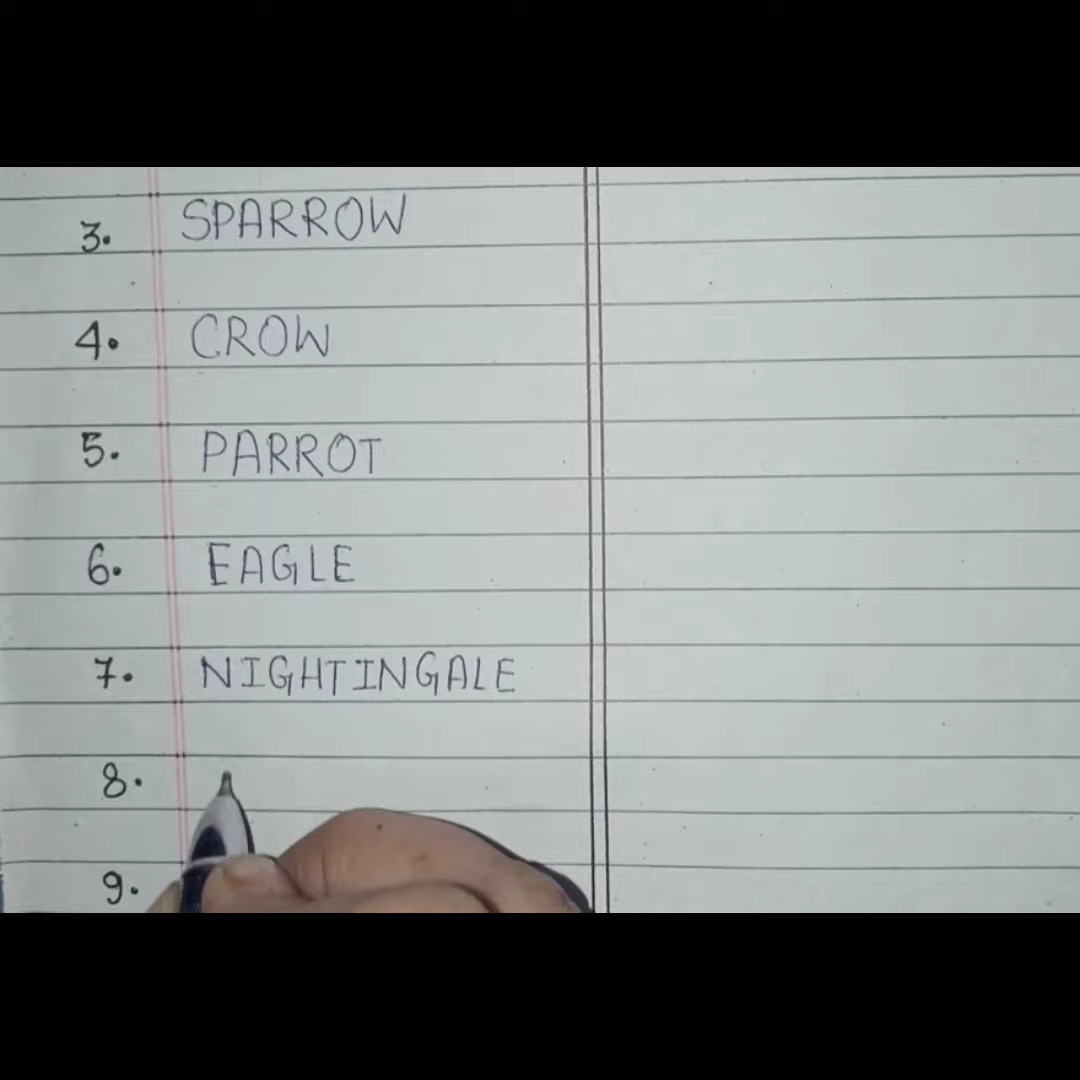 3. SPARROW
4. CROW
5. PARROT
6. EAGLE
7. NIGHTINGALE
8.
9.